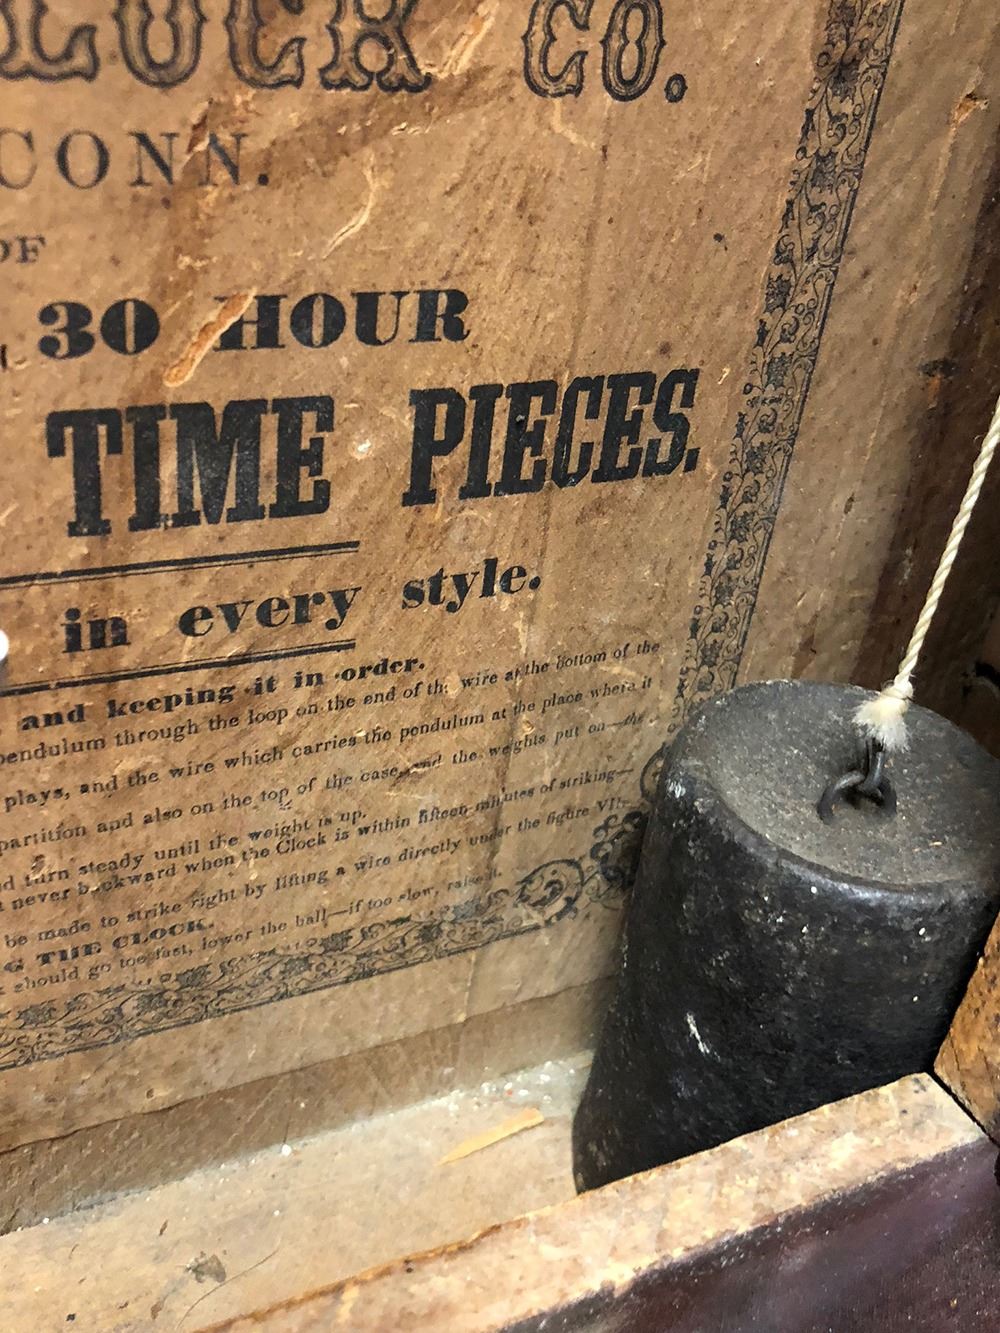 LOCK CO.
CONN.
OF
30 HOUR
TIME PIECES.
in every style.
and keeping it in order.
pendulum through the loop on the end of the wire at the bottom of the
plays, and the wire which carries the pendulum at the place where it
partition and also on the top of the case, and the weights put on—the
d turn steady until the weight is up.
t never backward when the Clock is within fifteen minutes of striking—
be made to strike right by lifting a wire directly under the figure VII.
G THE CLOCK.
k should go too fast, lower the ball—if too slow, raise it.